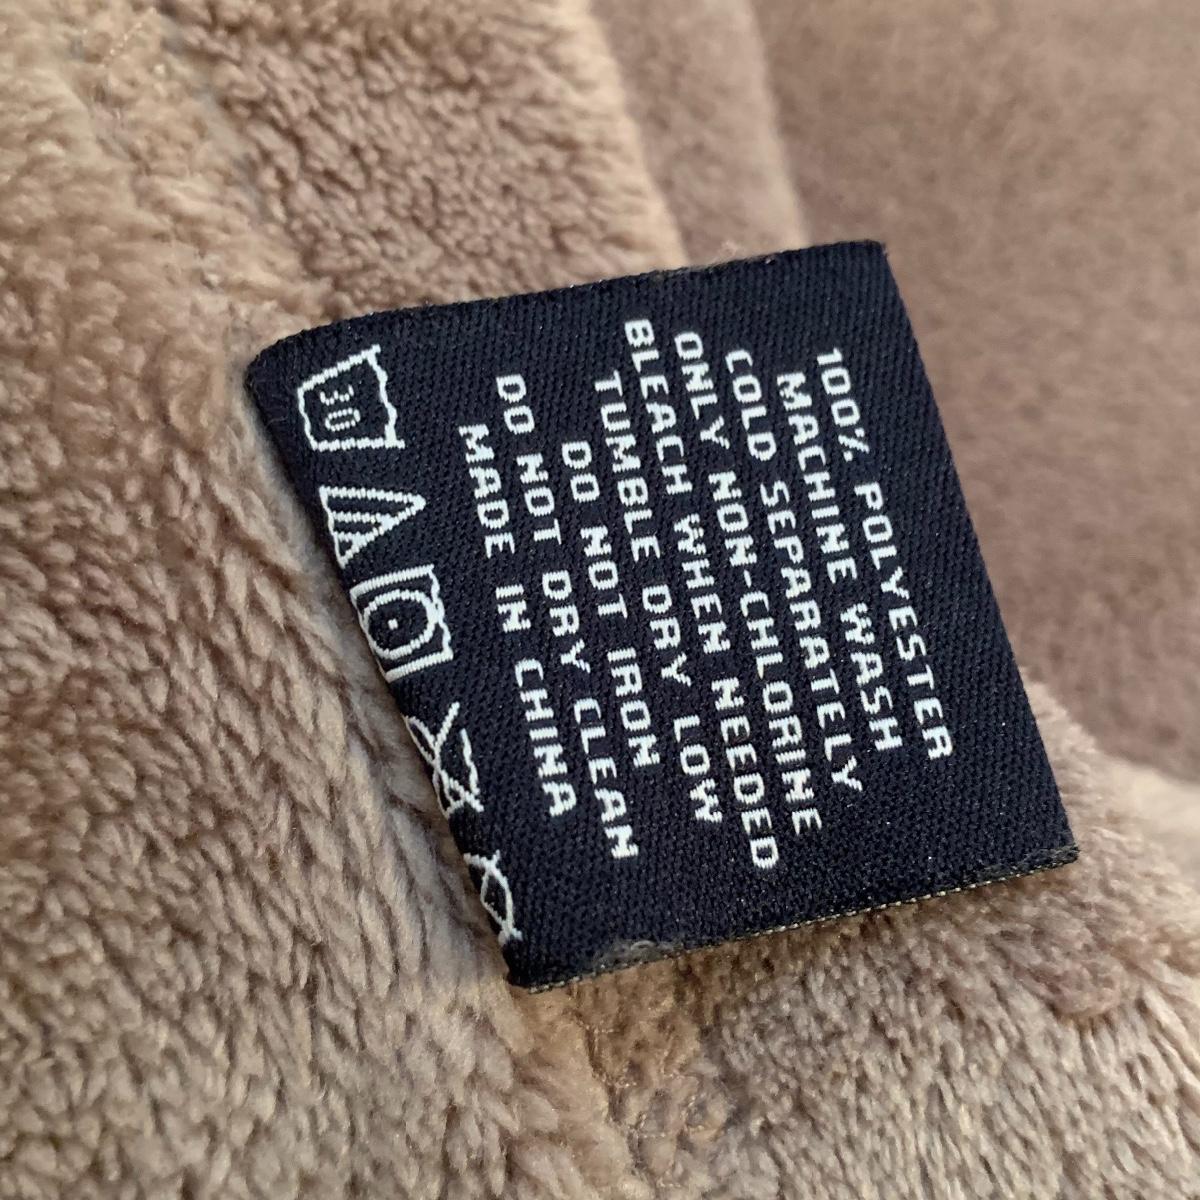 100% POLYESTER
MACHINE WASH
COLD SEPARATELY
ONLY NON-CHLORINE
BLEACH WHEN NEEDED
TUMBLE DRY LOW
DO NOT IRON
DO NOT DRY CLEAN
MADE IN CHINA
30